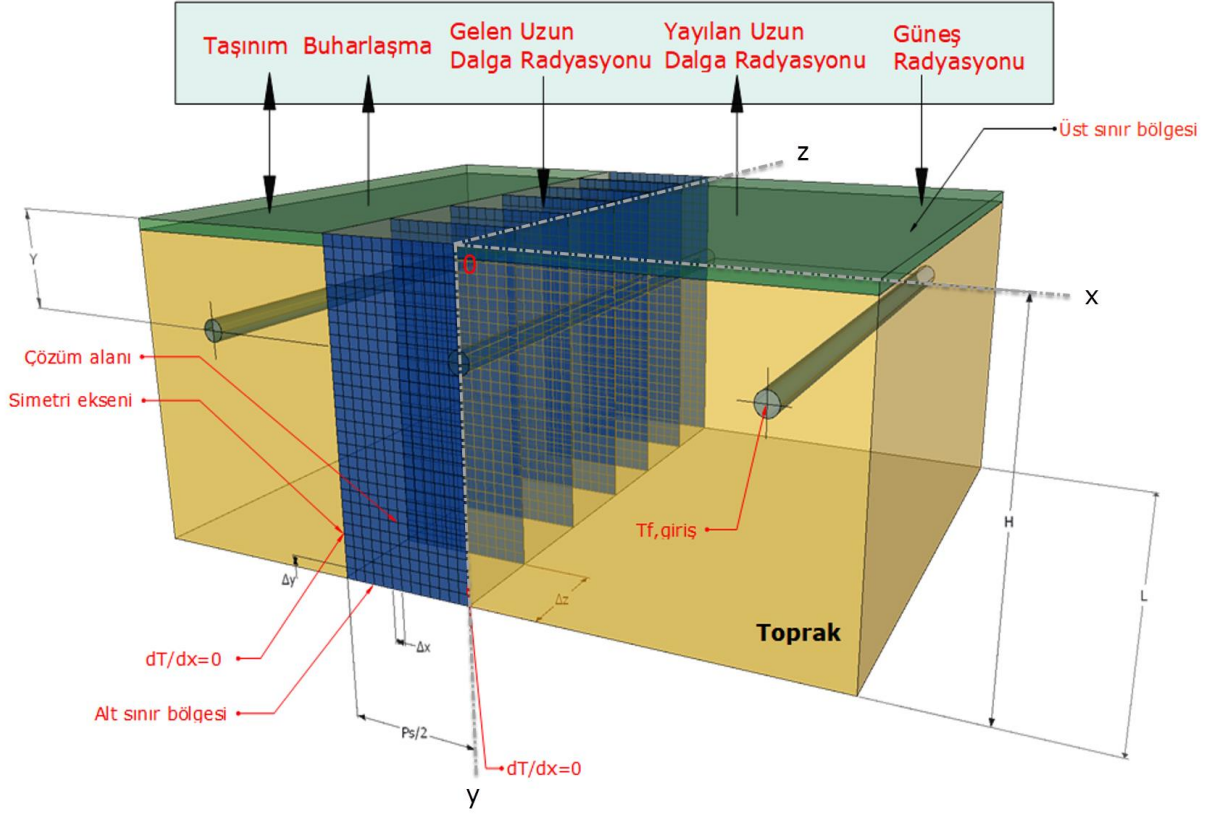 Taşınım
Buharlaşma
Gelen Uzun
Dalga Radyasyonu
Yayılan Uzun
Dalga Radyasyonu
Güneş
Radyasyonu
Üst sınır bölgesi
z
Y
0
x
Çözüm alanı
Simetri ekseni
Tf,giriş
H
Δy
Δz
L
Toprak
Δx
dT/dx=0
Alt sınır bölgesi
Ps/2
dT/dx=0
y